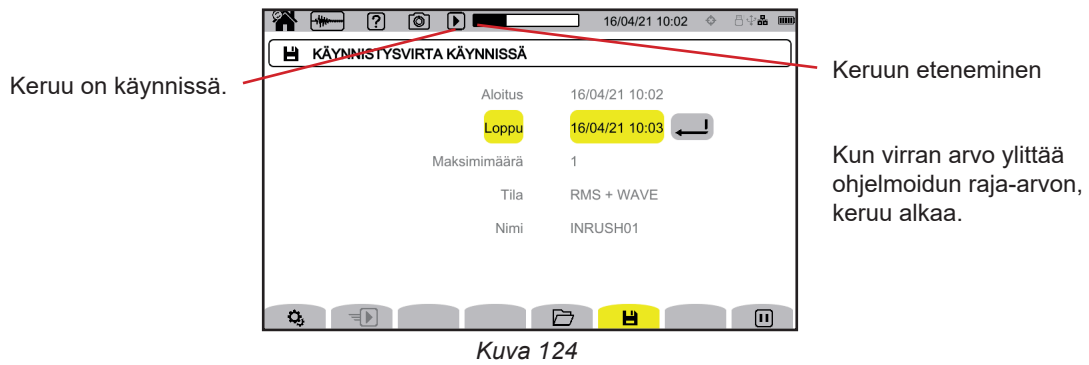 16/04/21 10:02
KÄYNNISTYSVIRTA KÄYNNISSÄ
Keruu on käynnissä.
Keruun eteneminen
Aloitus 16/04/21 10:02
Loppu 16/04/21 10:03
Maksimimäärä 1
Tila RMS + WAVE
Nimi INRUSH01
Kun virran arvo ylittää
ohjelmoidun raja-arvon,
keruu alkaa.
Kuva 124